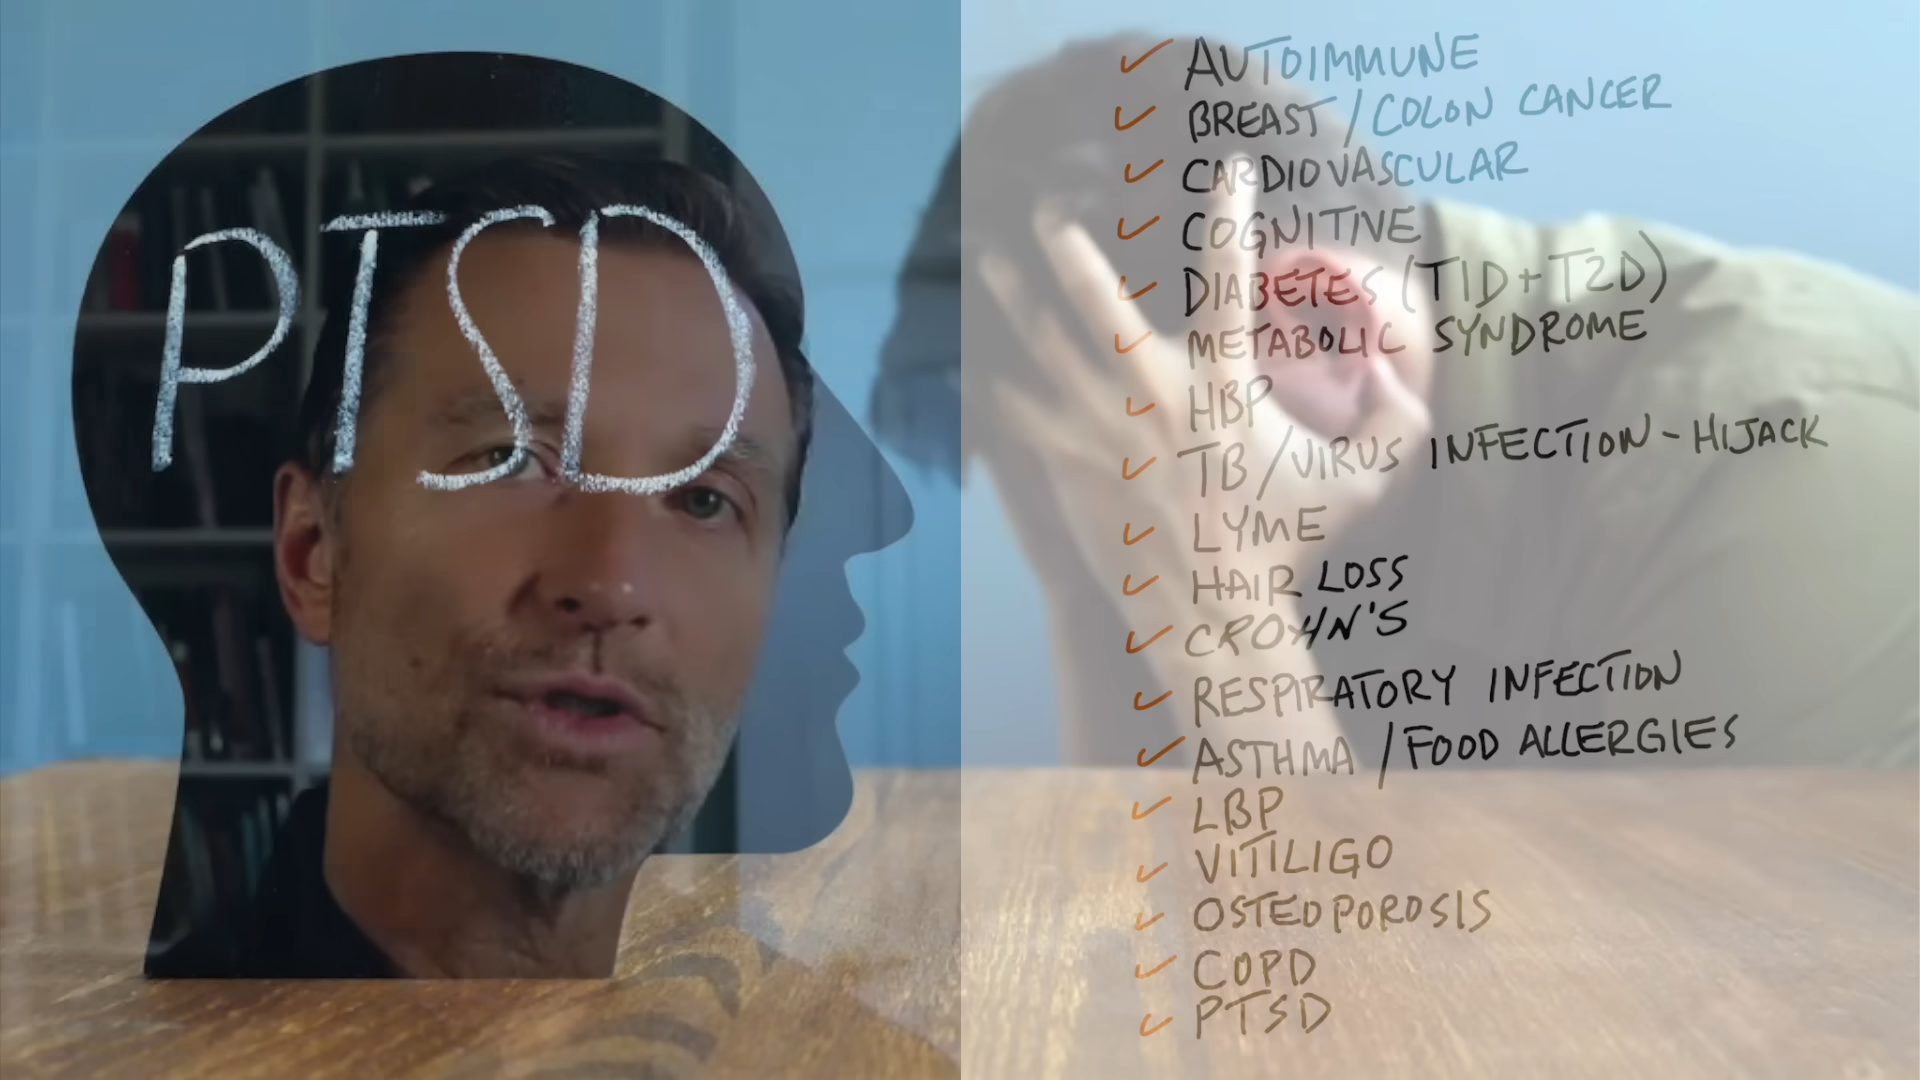 PTSD
AUTOIMMUNE
BREAST / COLON CANCER
CARDIOVASCULAR
COGNITIVE
DIABETES (T1D + T2D)
METABOLIC SYNDROME
HBP
TB / VIRUS INFECTION - HIJACK
LYME
HAIR LOSS
CROHN'S
RESPIRATORY INFECTION
ASTHMA / FOOD ALLERGIES
LBP
VITILIGO
OSTEOPOROSIS
COPD
PTSD